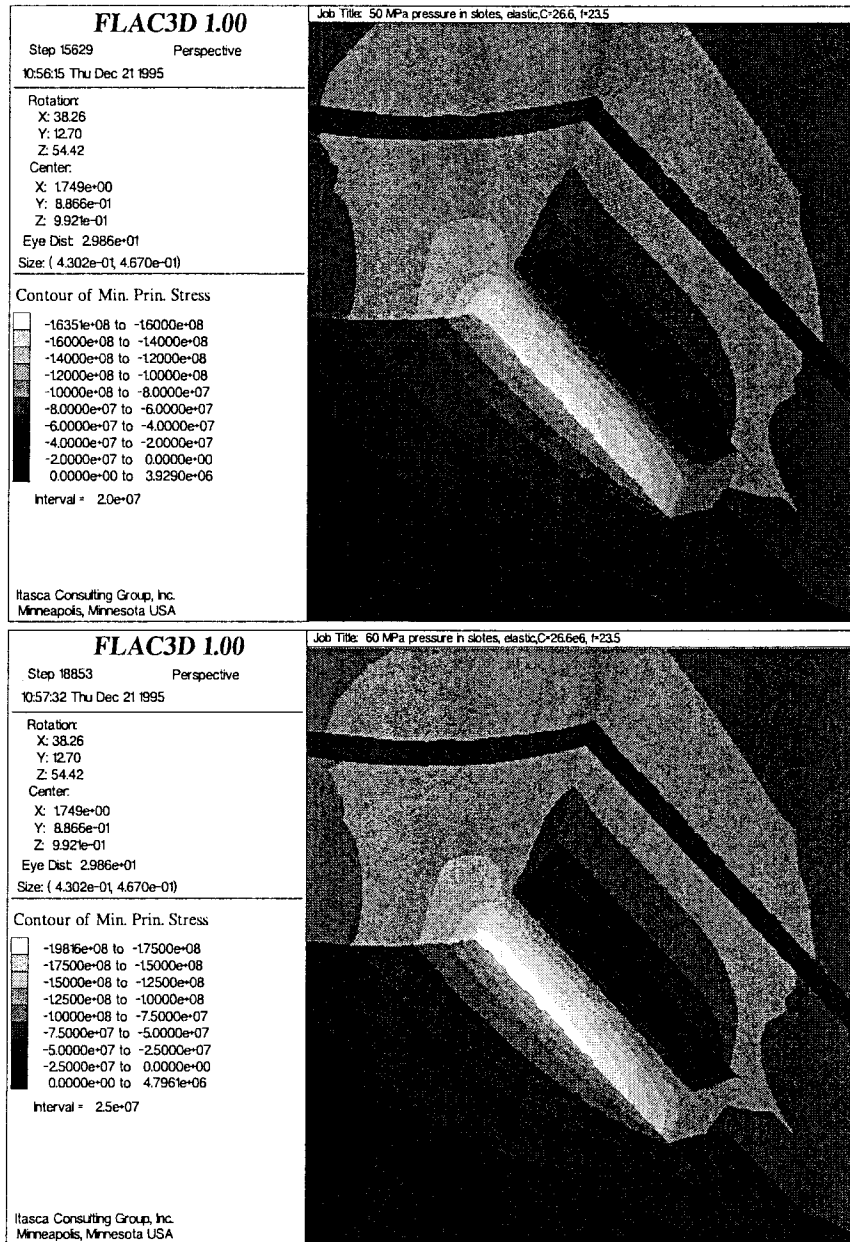 FLAC3D 1.00
Step 15629 Perspective
10:56:15 Thu Dec 21 1995
Rotation:
X: 38.26
Y: 12.70
Z: 54.42
Center:
X: 1.749e+00
Y: 8.866e-01
Z: 9.921e-01
Eye Dist: 2.986e+01
Size: ( 4.302e-01, 4.670e-01)
Contour of Min. Prin. Stress
-1.6351e+08 to -1.6000e+08
-1.6000e+08 to -1.4000e+08
-1.4000e+08 to -1.2000e+08
-1.2000e+08 to -1.0000e+08
-1.0000e+08 to -8.0000e+07
-8.0000e+07 to -6.0000e+07
-6.0000e+07 to -4.0000e+07
-4.0000e+07 to -2.0000e+07
-2.0000e+07 to 0.0000e+00
0.0000e+00 to 3.9290e+06
Interval = 2.0e+07
Itasca Consulting Group, Inc.
Minneapolis, Minnesota USA
Job Title: 50 MPa pressure in slotes, elastic,C=26.6, f=23.5
FLAC3D 1.00
Step 18853 Perspective
10:57:32 Thu Dec 21 1995
Rotation:
X: 38.26
Y: 12.70
Z: 54.42
Center:
X: 1.749e+00
Y: 8.866e-01
Z: 9.921e-01
Eye Dist: 2.986e+01
Size: ( 4.302e-01, 4.670e-01)
Contour of Min. Prin. Stress
-1.9816e+08 to -1.7500e+08
-1.7500e+08 to -1.5000e+08
-1.5000e+08 to -1.2500e+08
-1.2500e+08 to -1.0000e+08
-1.0000e+08 to -7.5000e+07
-7.5000e+07 to -5.0000e+07
-5.0000e+07 to -2.5000e+07
-2.5000e+07 to 0.0000e+00
0.0000e+00 to 4.7961e+06
Interval = 2.5e+07
Itasca Consulting Group, Inc.
Minneapolis, Minnesota USA
Job Title: 60 MPa pressure in slotes, elastic,C=26.6e6, f=23.5